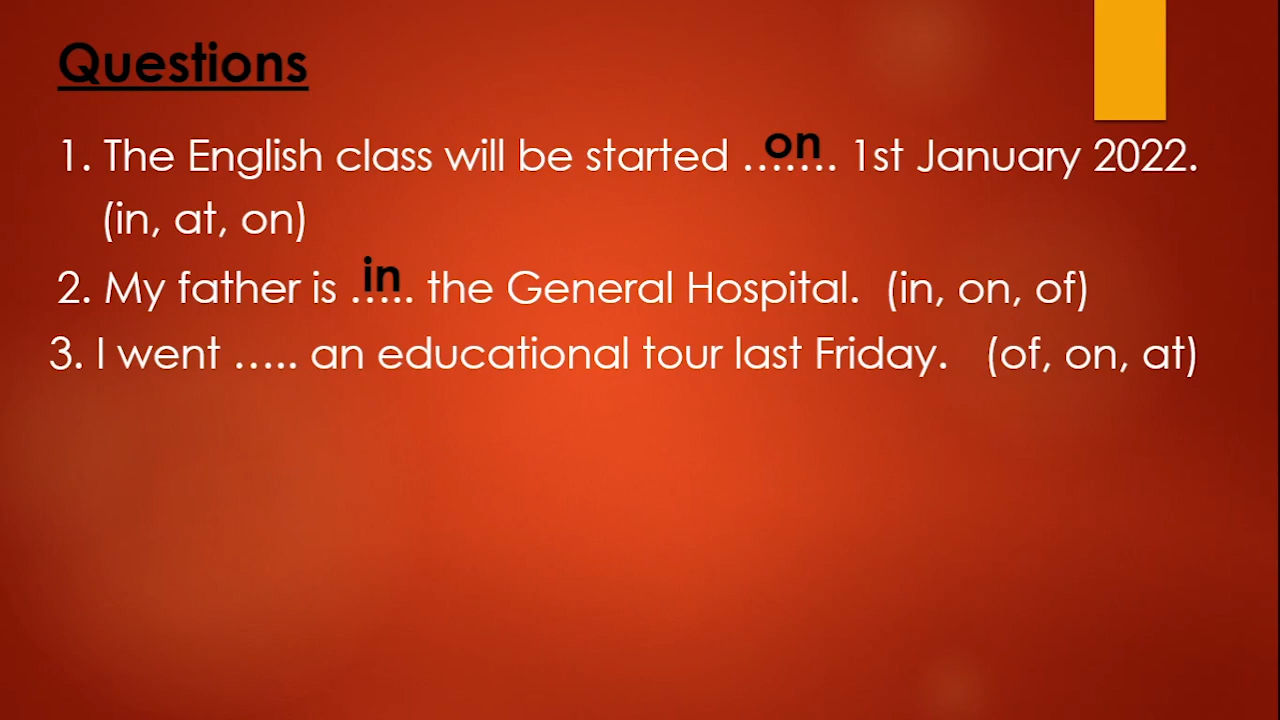 Questions
1. The English class will be started ...on.... 1st January 2022.
(in, at, on)
2. My father is ..in... the General Hospital. (in, on, of)
3. I went ..... an educational tour last Friday. (of, on, at)